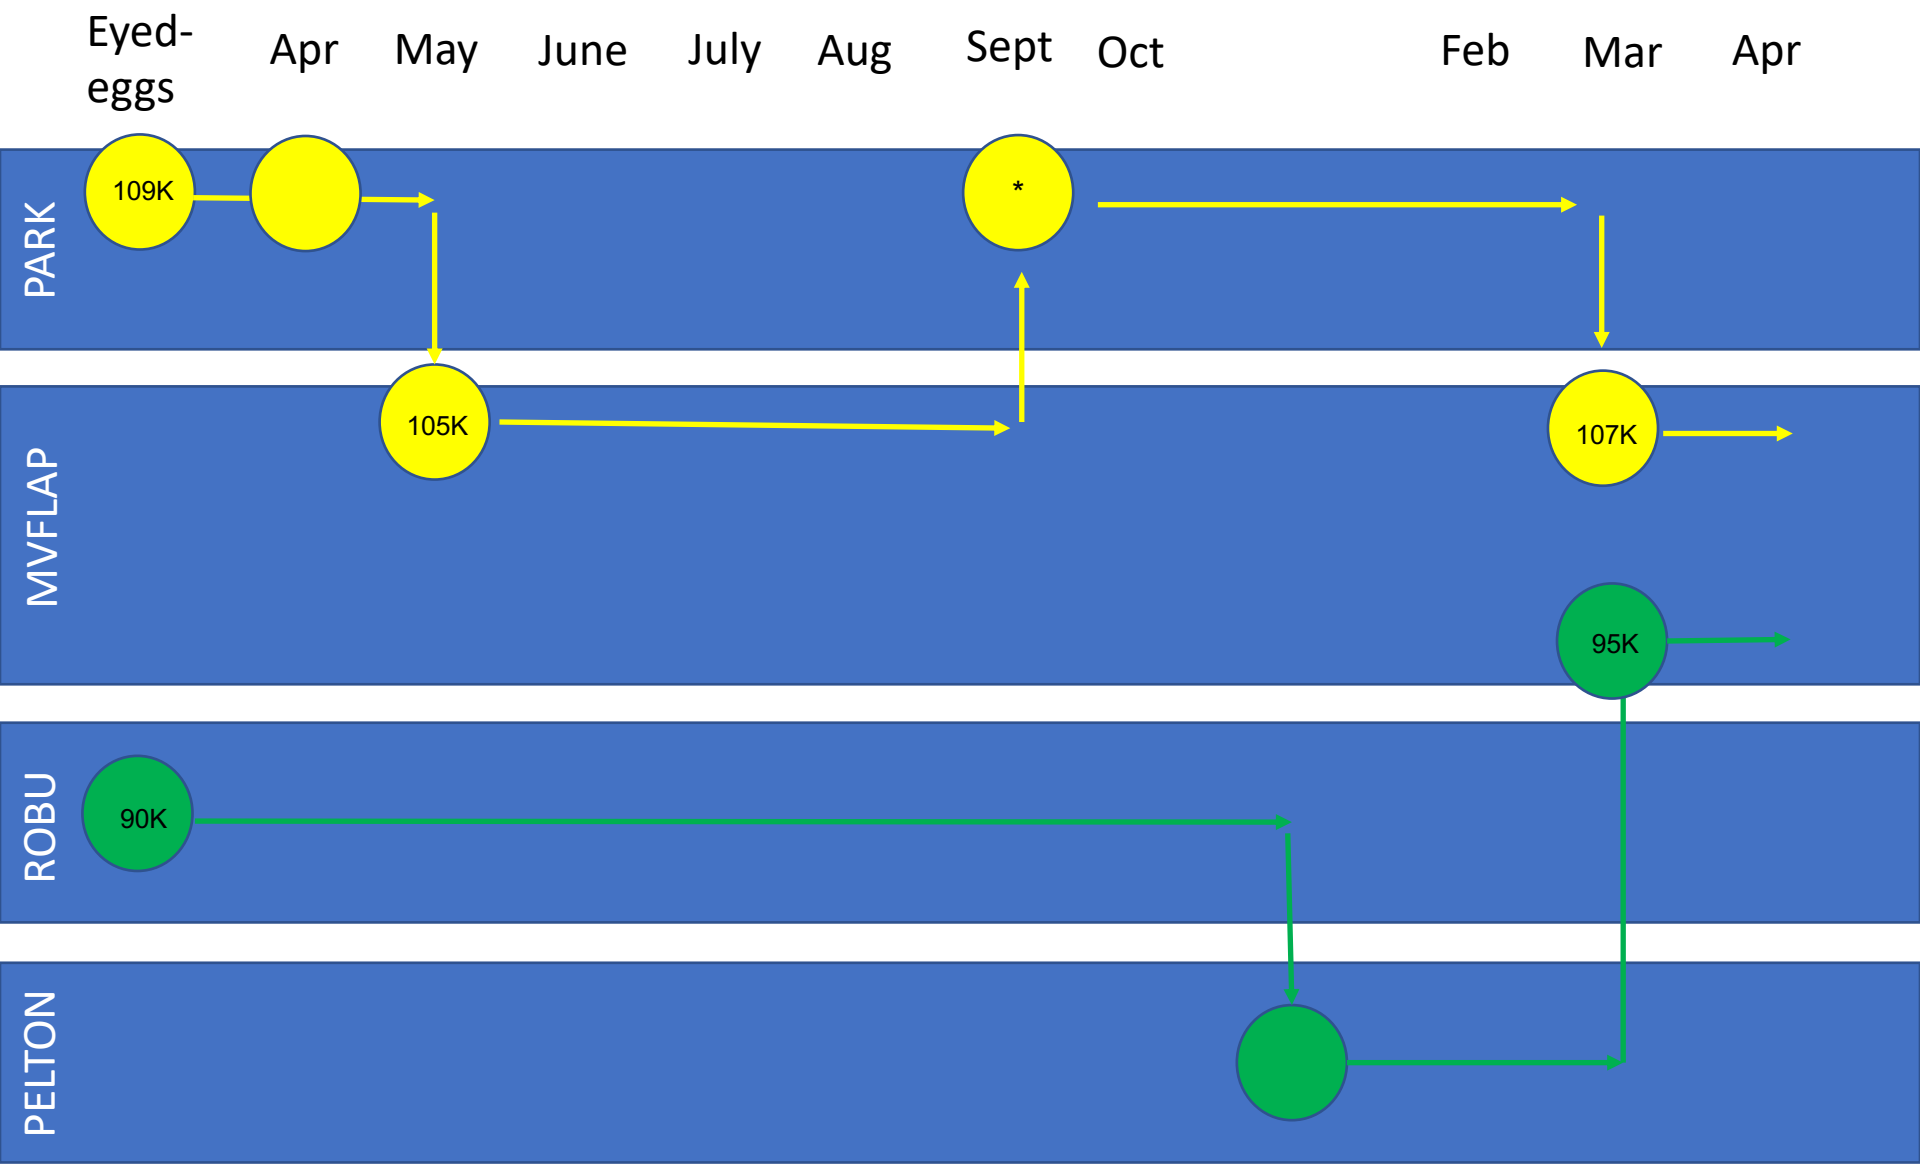 Eyed-
eggs
Apr
May
June
July
Aug
Sept
Oct
Feb
Mar
Apr
PARK
109K
*
MVFLAP
105K
107K
95K
ROBU
90K
PELTON